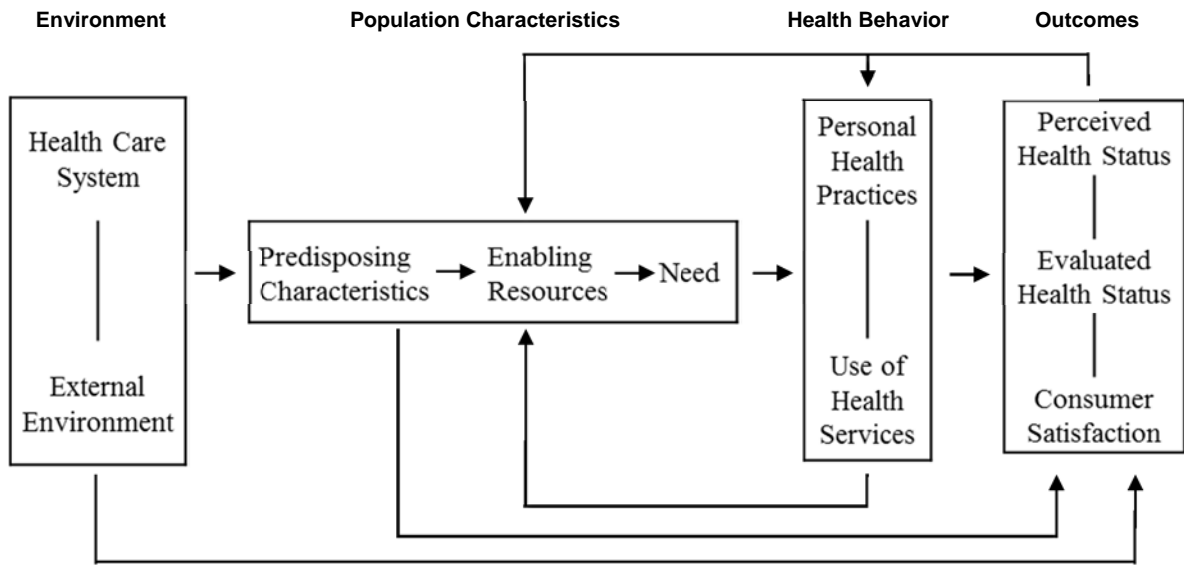 Environment
Population Characteristics
Health Behavior
Outcomes
Health Care
System
External
Environment
Predisposing
Characteristics
Enabling
Resources
Need
Personal
Health
Practices
Use of
Health
Services
Perceived
Health Status
Evaluated
Health Status
Consumer
Satisfaction